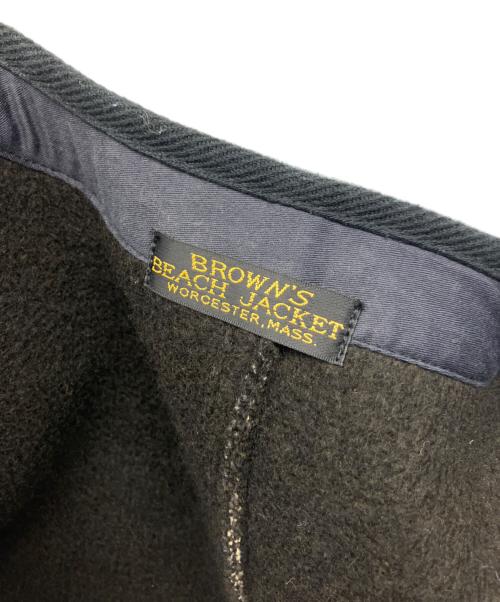 BROWN'S
BEACH JACKET
WORCESTER, MASS.